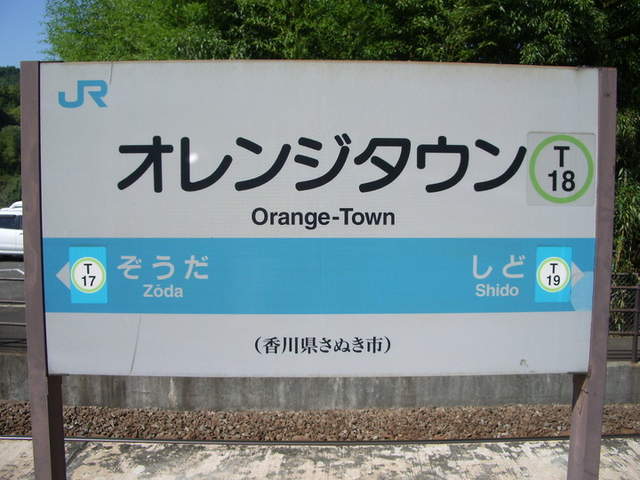 JR
オレンジタウン
T
18
Orange-Town
T
17
ぞうだ
Zōda
しど
Shido
T
19
(香川県さぬき市)